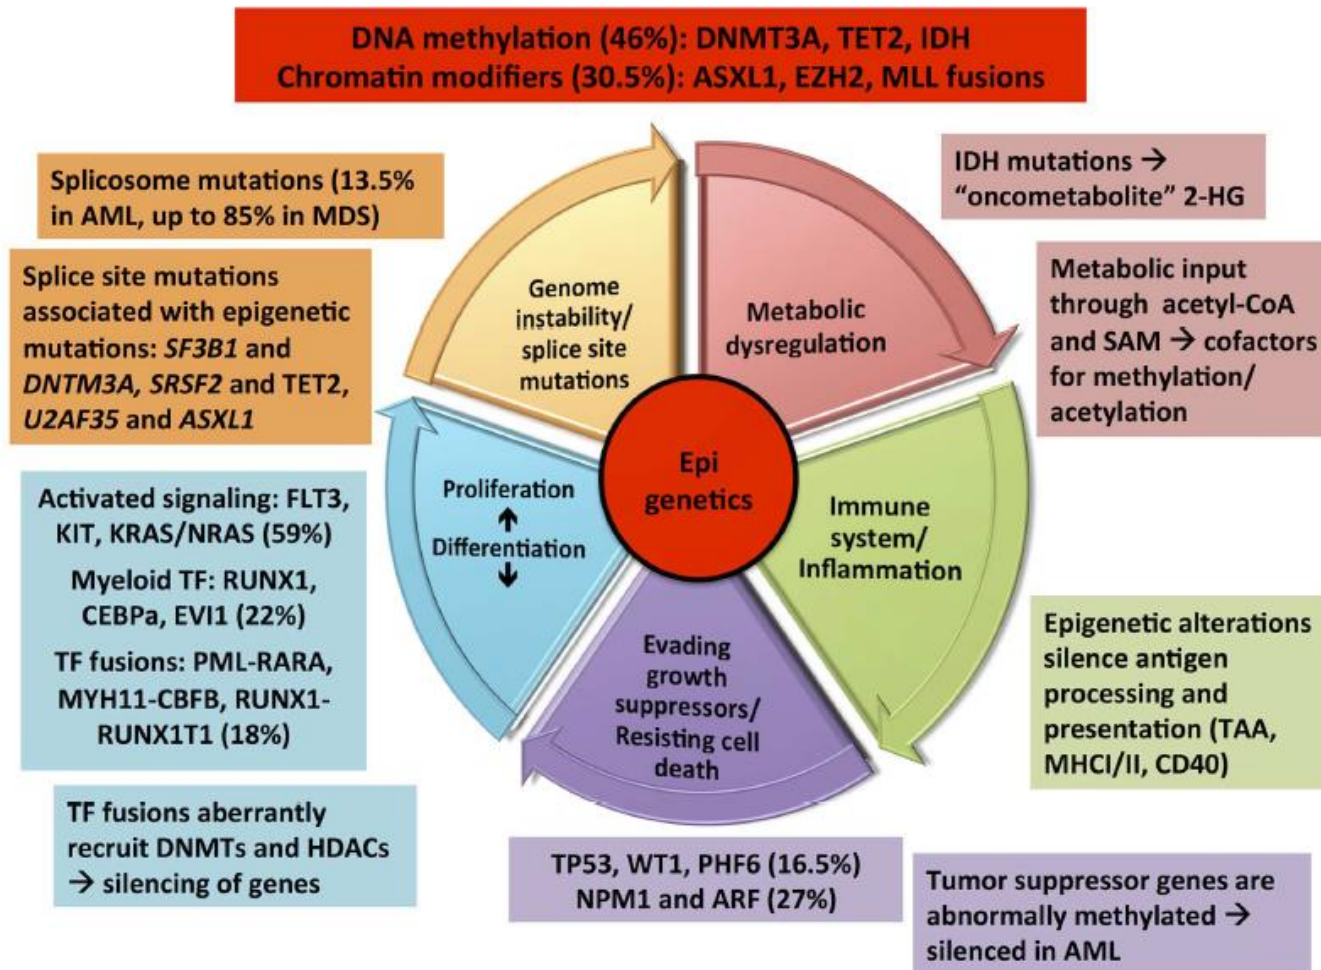 DNA methylation (46%): DNMT3A, TET2, IDH
Chromatin modifiers (30.5%): ASXL1, EZH2, MLL fusions
Splicosome mutations (13.5%
in AML, up to 85% in MDS)
Splice site mutations
associated with epigenetic
mutations: SF3B1 and
DNTM3A, SRSF2 and TET2,
U2AF35 and ASXL1
Activated signaling: FLT3,
KIT, KRAS/NRAS (59%)
Myeloid TF: RUNX1,
CEBPa, EVI1 (22%)
TF fusions: PML-RARA,
MYH11-CBFB, RUNX1-
RUNX1T1 (18%)
TF fusions aberrantly
recruit DNMTs and HDACs
→ silencing of genes
Genome
instability/
splice site
mutations
Metabolic
dysregulation
Epi
genetics
Proliferation
↑
Differentiation
↓
Immune
system/
Inflammation
Evading
growth
suppressors/
Resisting cell
death
IDH mutations →
“oncometabolite” 2-HG
Metabolic input
through acetyl-CoA
and SAM → cofactors
for methylation/
acetylation
Epigenetic alterations
silence antigen
processing and
presentation (TAA,
MHCI/II, CD40)
TP53, WT1, PHF6 (16.5%)
NPM1 and ARF (27%)
Tumor suppressor genes are
abnormally methylated →
silenced in AML